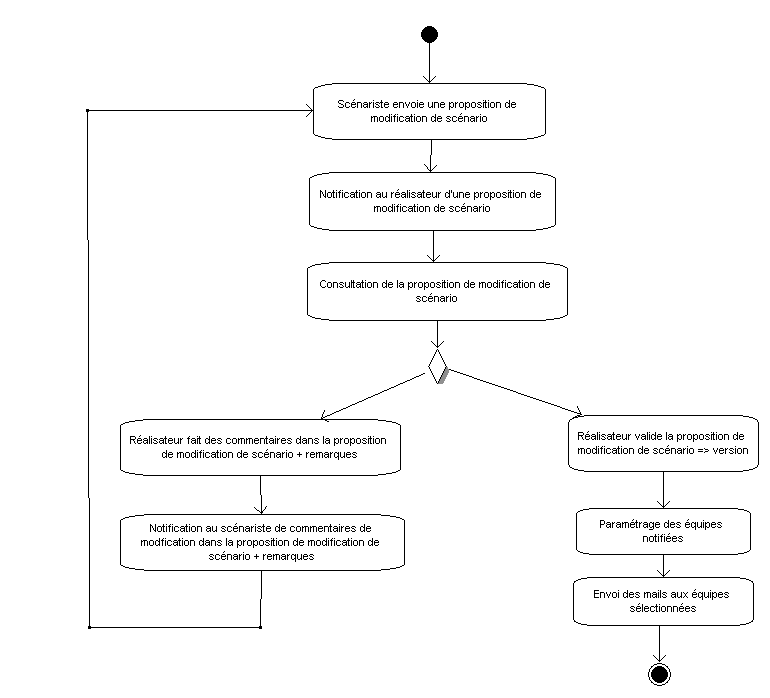 Scénariste envoie une proposition de
modification de scénario
Notification au réalisateur d'une proposition de
modification de scénario
Consultation de la proposition de modification de
scénario
Réalisateur fait des commentaires dans la proposition
de modification de scénario + remarques
Notification au scénariste de commentaires de
modfication dans la proposition de modification de
scénario + remarques
Réalisateur valide la proposition de
modification de scénario => version
Paramétrage des équipes
notifiées
Envoi des mails aux équipes
sélectionnées